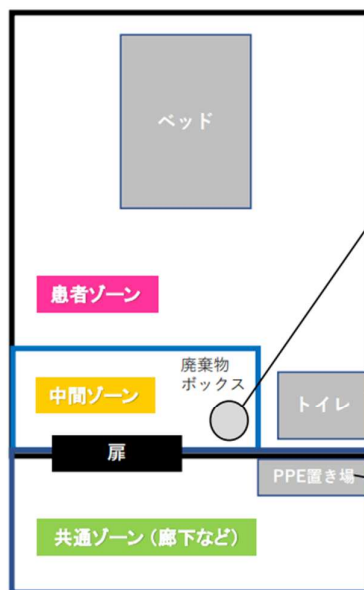 ベッド
患者ゾーン
廃棄物
ボックス
中間ゾーン
トイレ
扉
PPE置き場
共通ゾーン（廊下など）